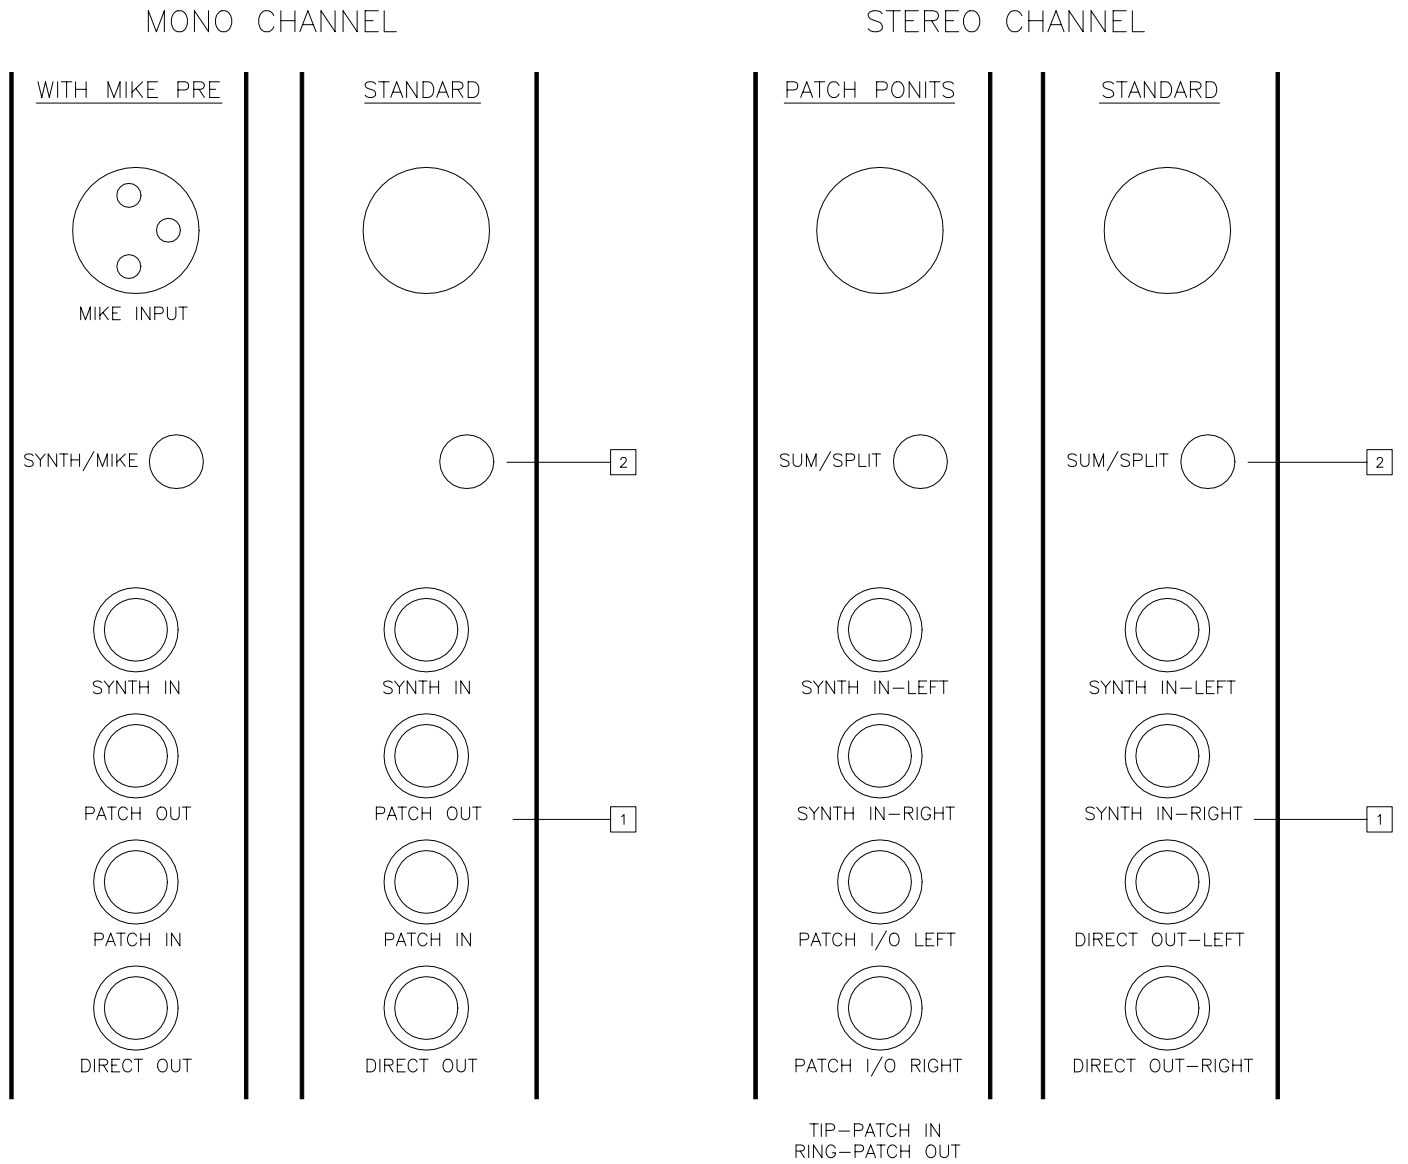 MONO CHANNEL
WITH MIKE PRE
MIKE INPUT
SYNTH/MIKE
SYNTH IN
PATCH OUT
PATCH IN
DIRECT OUT
STANDARD
2
SYNTH IN
PATCH OUT
1
PATCH IN
DIRECT OUT
STEREO CHANNEL
PATCH PONITS
SUM/SPLIT
SYNTH IN-LEFT
SYNTH IN-RIGHT
PATCH I/O LEFT
PATCH I/O RIGHT
TIP-PATCH IN
RING-PATCH OUT
STANDARD
SUM/SPLIT
2
SYNTH IN-LEFT
SYNTH IN-RIGHT
1
DIRECT OUT-LEFT
DIRECT OUT-RIGHT